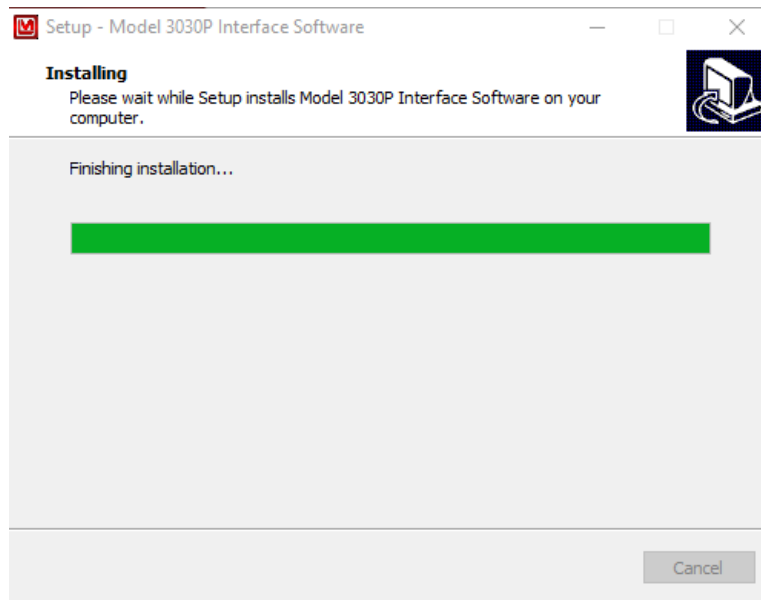 Setup - Model 3030P Interface Software
Installing
Please wait while Setup installs Model 3030P Interface Software on your
computer.
Finishing installation...
Cancel